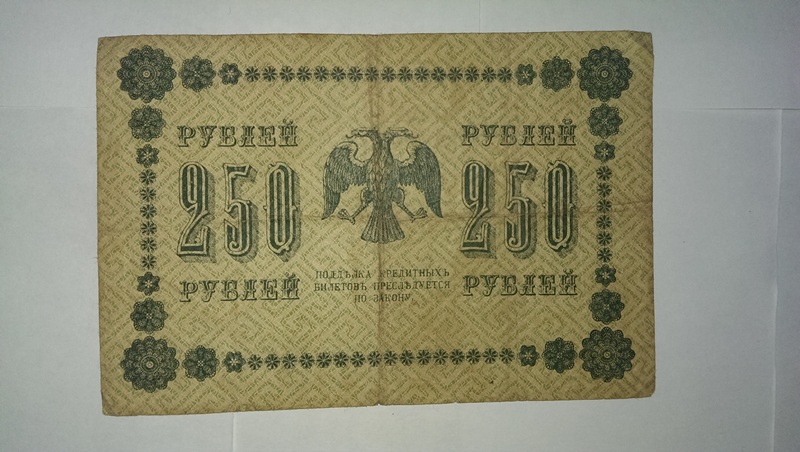 РУБЛЕЙ
250
РУБЛЕЙ
РУБЛЕЙ
250
РУБЛЕЙ
ПОДДѢЛКА КРЕДИТНЫХЪ
БИЛЕТОВЪ ПРЕСЛѢДУЕТСЯ
ПО ЗАКОНУ.